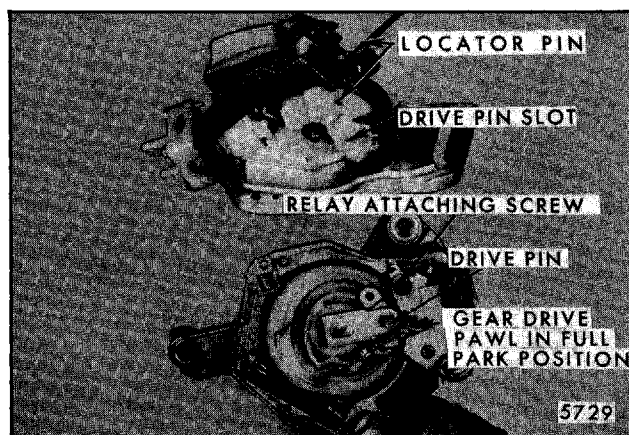 LOCATOR PIN
DRIVE PIN SLOT
RELAY ATTACHING SCREW
DRIVE PIN
GEAR DRIVE
PAWL IN FULL
PARK POSITION
5729